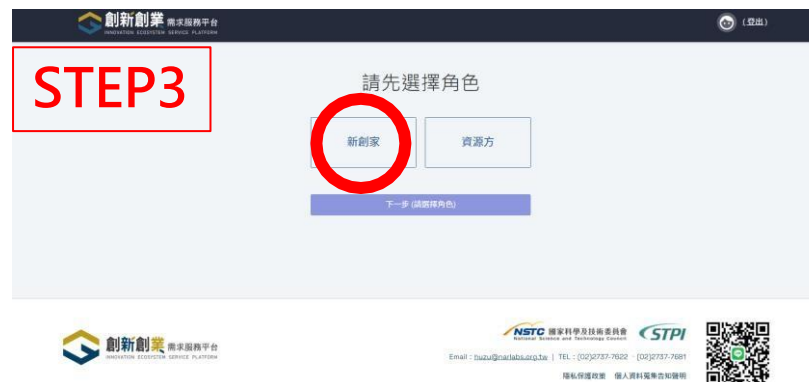 創新創業 需求服務平台
INNOVATION ECOSYSTEM SERVICE PLATFORM
(登出)
STEP3
請先選擇角色
新創家
資源方
下一步 (請選擇角色)
創新創業 需求服務平台
INNOVATION ECOSYSTEM SERVICE PLATFORM
NSTC 國家科學及技術委員會
National Science and Technology Council
STPI
Email : huzu@narlabs.org.tw | TEL : (02)2737-7622、(02)2737-7681
隱私保護政策 個人資料蒐集告知聲明